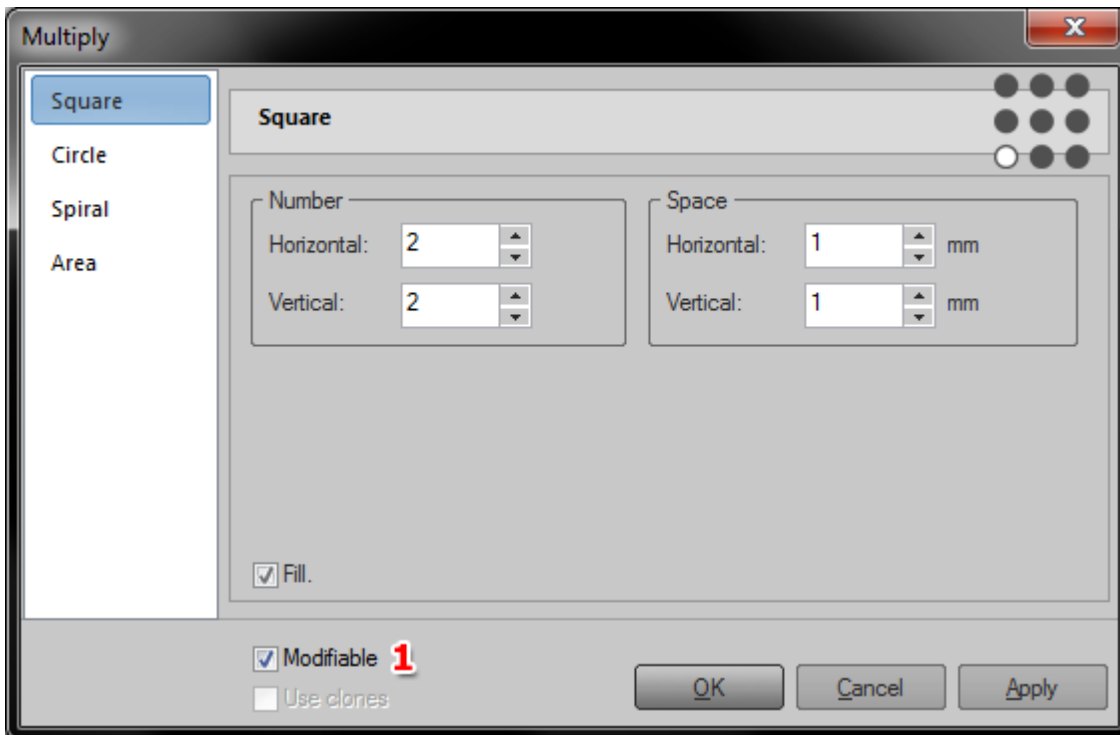 Multiply
Square
Circle
Spiral
Area
Square
Number
Horizontal: 2
Vertical: 2
Space
Horizontal: 1 mm
Vertical: 1 mm
Fill.
Modifiable 1
Use clones
OK Cancel Apply